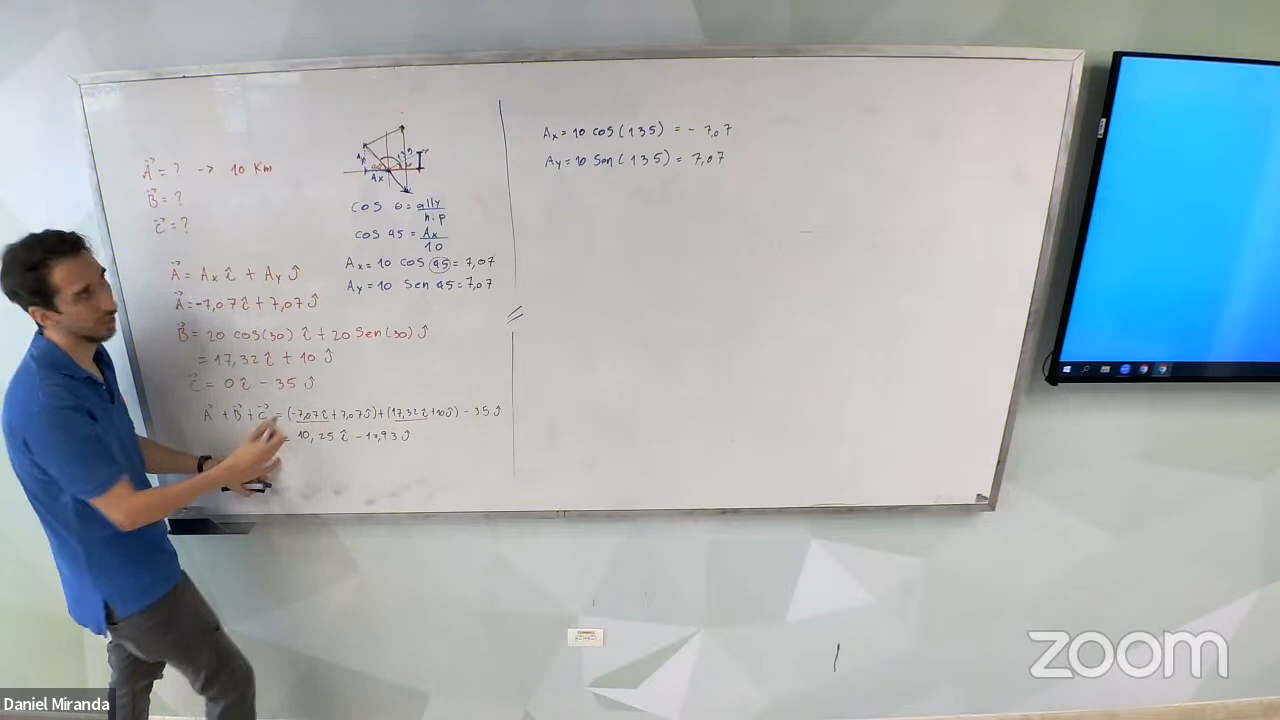 A⃗ = ? -> 10 Km
B⃗ = ?
C⃗ = ?
A⃗ = Ax î + Ay ĵ
A⃗ = -7,07 î + 7,07 ĵ
B⃗ = 20 cos(30) î + 20 Sen(30) ĵ
= 17,32 î + 10 ĵ
C⃗ = 0 î - 35 ĵ
A⃗ + B⃗ + C⃗ = (-7,07 î + 7,07 ĵ) + (17,32 î + 10 ĵ) - 35 ĵ
= 10,25 î - 17,93 ĵ
Ax
cos θ = ady/hip
cos 45 = Ax/10
Ax = 10 cos 45 = 7,07
Ay = 10 Sen 45 = 7,07
Ax = 10 cos(135) = - 7,07
Ay = 10 Sen(135) = 7,07
zoom
Daniel Miranda